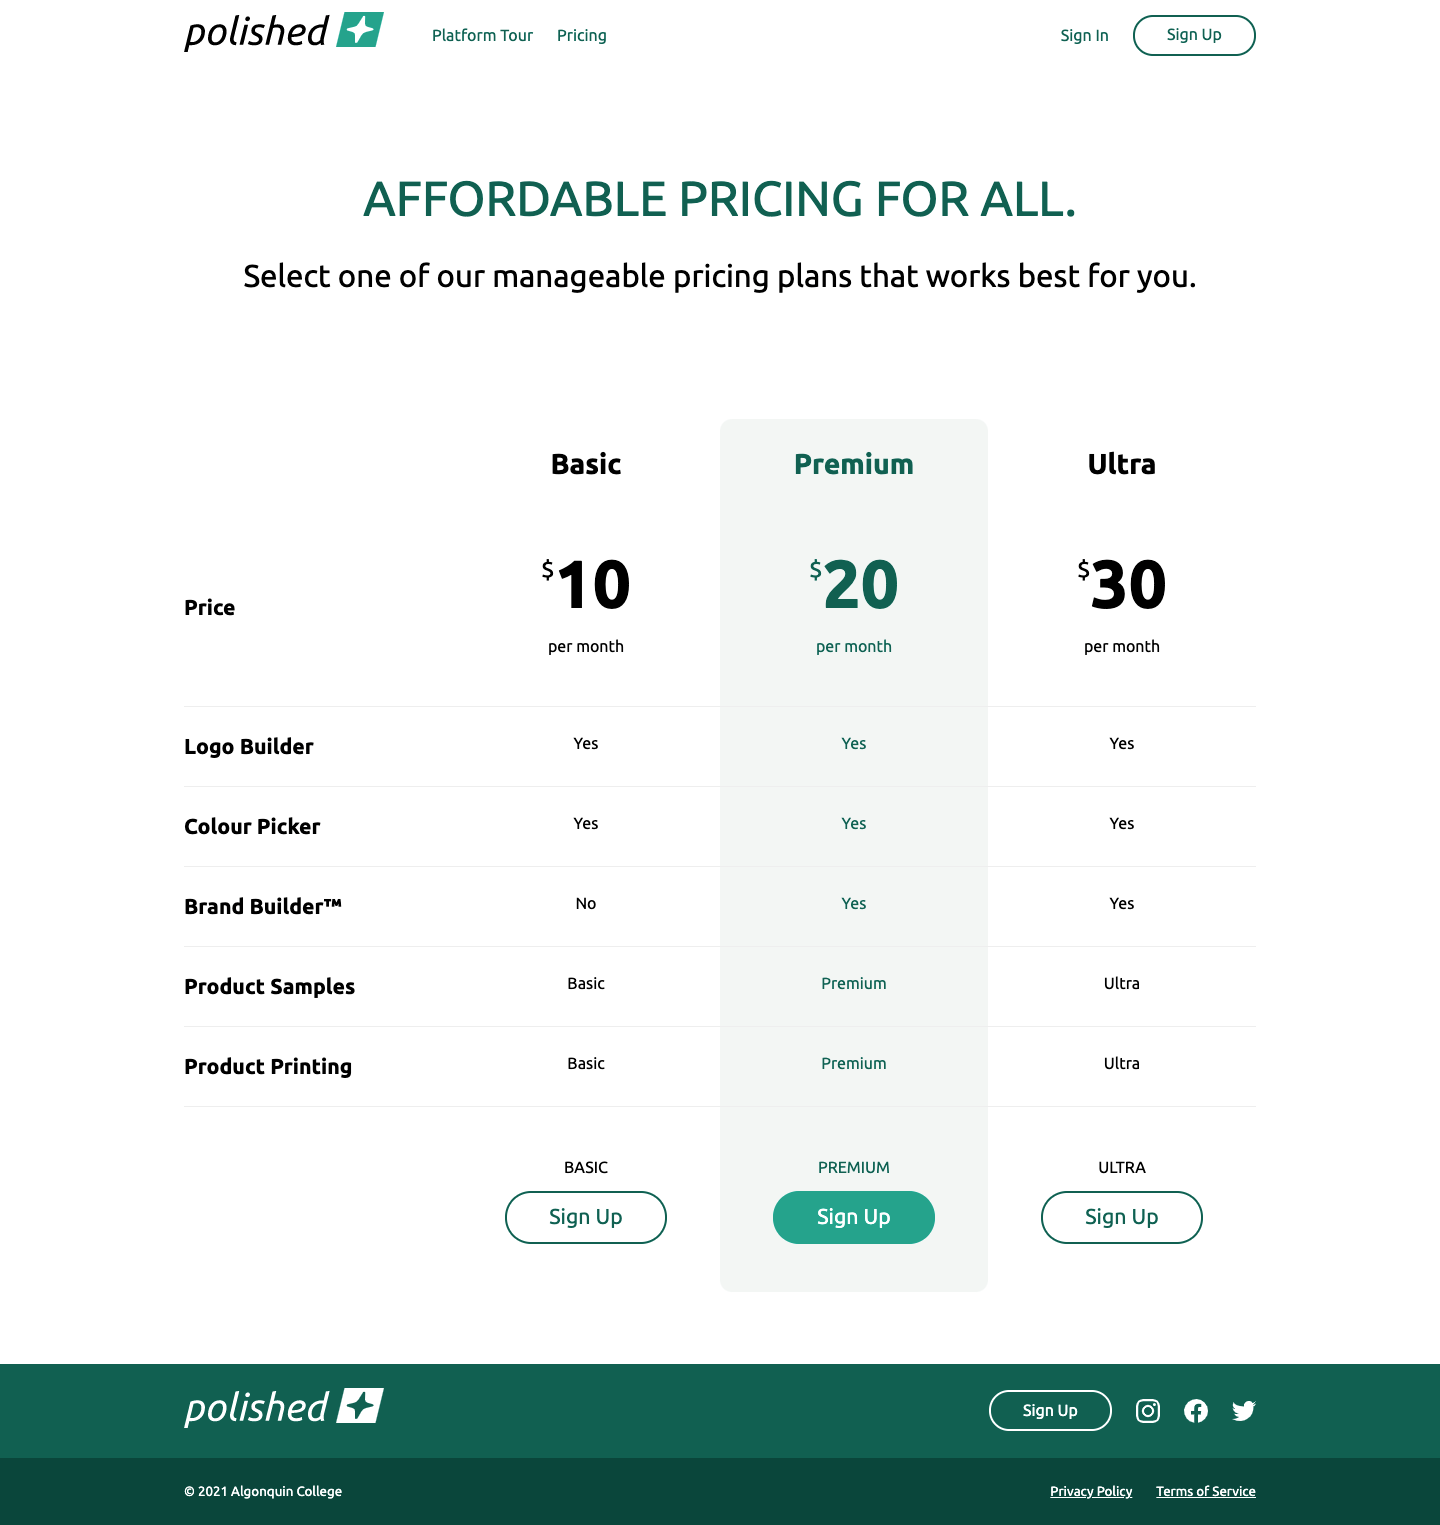 polished Platform Tour Pricing Sign In Sign Up
AFFORDABLE PRICING FOR ALL.
Select one of our manageable pricing plans that works best for you.
Basic Premium Ultra
Price $10 $20 $30
per month per month per month
Logo Builder Yes Yes Yes
Colour Picker Yes Yes Yes
Brand Builder™ No Yes Yes
Product Samples Basic Premium Ultra
Product Printing Basic Premium Ultra
BASIC PREMIUM ULTRA
Sign Up Sign Up Sign Up
polished Sign Up
© 2021 Algonquin College Privacy Policy Terms of Service